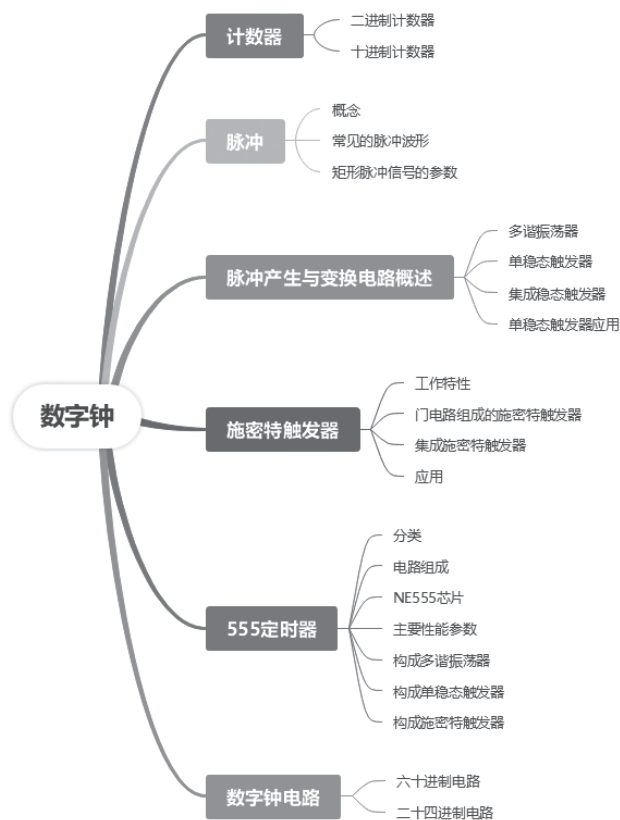 数字钟
计数器
二进制计数器
十进制计数器
脉冲
概念
常见的脉冲波形
矩形脉冲信号的参数
脉冲产生与变换电路概述
多谐振荡器
单稳态触发器
集成稳态触发器
单稳态触发器应用
施密特触发器
工作特性
门电路组成的施密特触发器
集成施密特触发器
应用
555定时器
分类
电路组成
NE555芯片
主要性能参数
构成多谐振荡器
构成单稳态触发器
构成施密特触发器
数字钟电路
六十进制电路
二十四进制电路